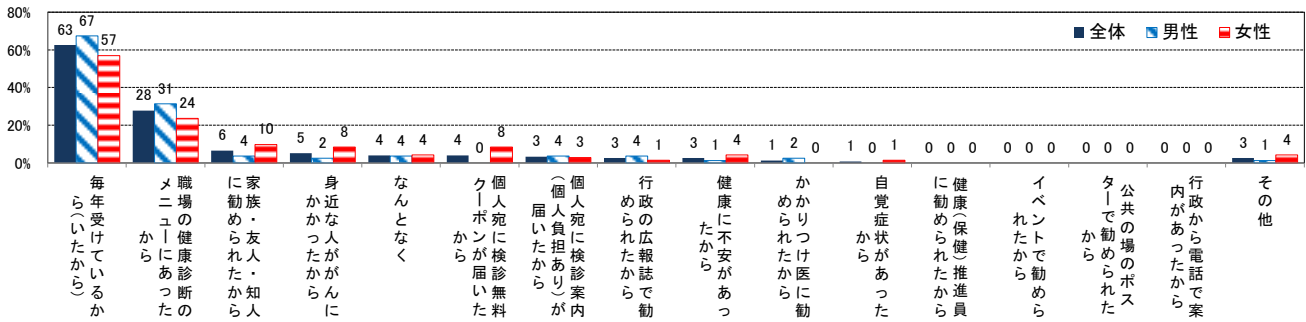 80%
60%
40%
20%
0%
全体 男性 女性
63 67 57
28 31 24
6 4 10
5 2 8
4 4 4
4 0 8
3 4 3
3 4 1
3 1 4
1 2 0
1 0 1
0 0 0
0 0 0
0 0 0
0 0 0
3 1 4
毎年受けているか
ら（いたから）
職場の健康診断の
メニューにあった
から
家族・友人・知人
に勧められたから
身近な人ががんに
かかったから
なんとなく
個人宛に検診無料
クーポンが届いた
から
個人宛に検診案内
（個人負担あり）が
届いたから
行政の広報誌で勧
められたから
健康に不安があっ
たから
かかりつけ医に勧
められたから
自覚症状があった
から
健康（保健）推進員
に勧められたから
イベントで勧めら
れたから
公共の場のポス
ターで勧められた
から
行政から電話で案
内があったから
その他